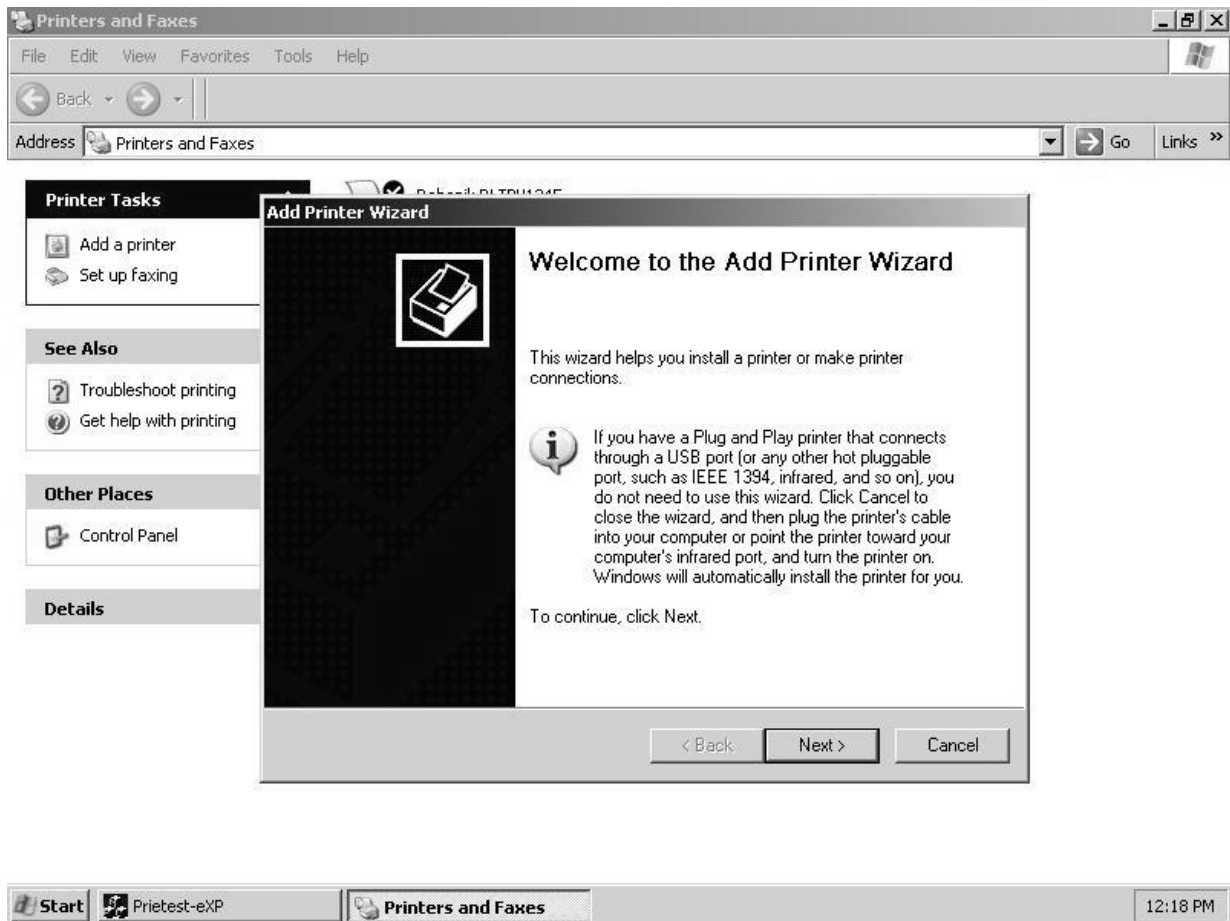 Printers and Faxes
File Edit View Favorites Tools Help
Back
Address Printers and Faxes Go Links »
Printer Tasks
Add a printer
Set up faxing
See Also
Troubleshoot printing
Get help with printing
Other Places
Control Panel
Details
Add Printer Wizard
Welcome to the Add Printer Wizard
This wizard helps you install a printer or make printer
connections.
If you have a Plug and Play printer that connects
through a USB port (or any other hot pluggable
port, such as IEEE 1394, infrared, and so on), you
do not need to use this wizard. Click Cancel to
close the wizard, and then plug the printer's cable
into your computer or point the printer toward your
computer's infrared port, and turn the printer on.
Windows will automatically install the printer for you.
To continue, click Next.
< Back Next > Cancel
Start Prietest-eXP Printers and Faxes 12:18 PM